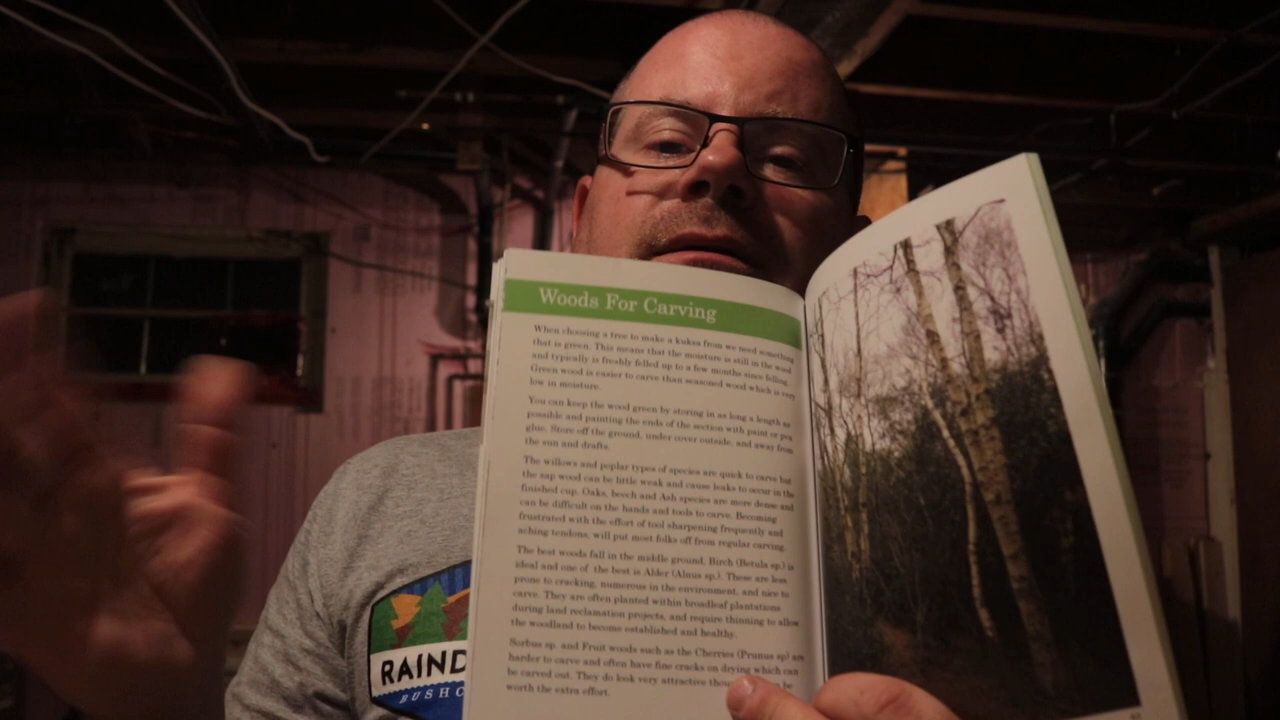 Woods For Carving
When choosing a tree to make a kuksa from we need something
that is green. This means that the moisture is still in the wood
and typically is freshly felled up to a few months since felling.
Green wood is easier to carve than seasoned wood which is very
low in moisture.
You can keep the wood green by storing in as long a length as
possible and painting the ends of the section with paint or pva
glue. Store off the ground, under cover outside, and away from
the sun and drafts.
The willows and poplar types of species are quick to carve but
the sap wood can be little weak and cause leaks to occur in the
finished cup. Oaks, beech and Ash species are more dense and
can be difficult on the hands and tools to carve. Becoming
frustrated with the effort of tool sharpening frequently and
aching tendons, will put most folks off from regular carving.
The best woods fall in the middle ground, Birch (Betula sp.) is
ideal and one of the best is Alder (Alnus sp.). These are less
prone to cracking, numerous in the environment, and nice to
carve. They are often planted within broadleaf plantations
during land reclamation projects, and require thinning to allow
the woodland to become established and healthy.
Sorbus sp. and Fruit woods such as the Cherries (Prunus sp) are
harder to carve and often have fine cracks on drying which can
be carved out. They do look very attractive be
worth the extra effort.
RAIND
BUSHC